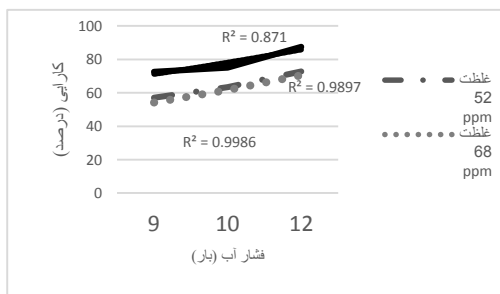 100
80
60
40
20
0
کارایی (درصد)
R² = 0.871
R² = 0.9897
R² = 0.9986
9 10 12
فشار آب (بار)
غلظت
52
ppm
غلظت
68
ppm